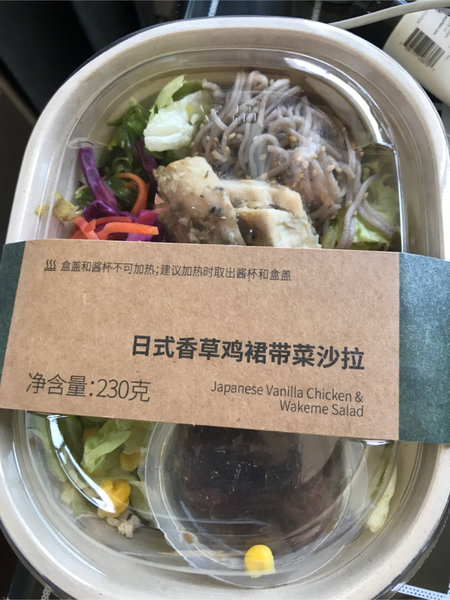 盒盖和酱杯不可加热;建议加热时取出酱杯和盒盖
日式香草鸡裙带菜沙拉
净含量:230克
Japanese Vanilla Chicken &
Wakeme Salad